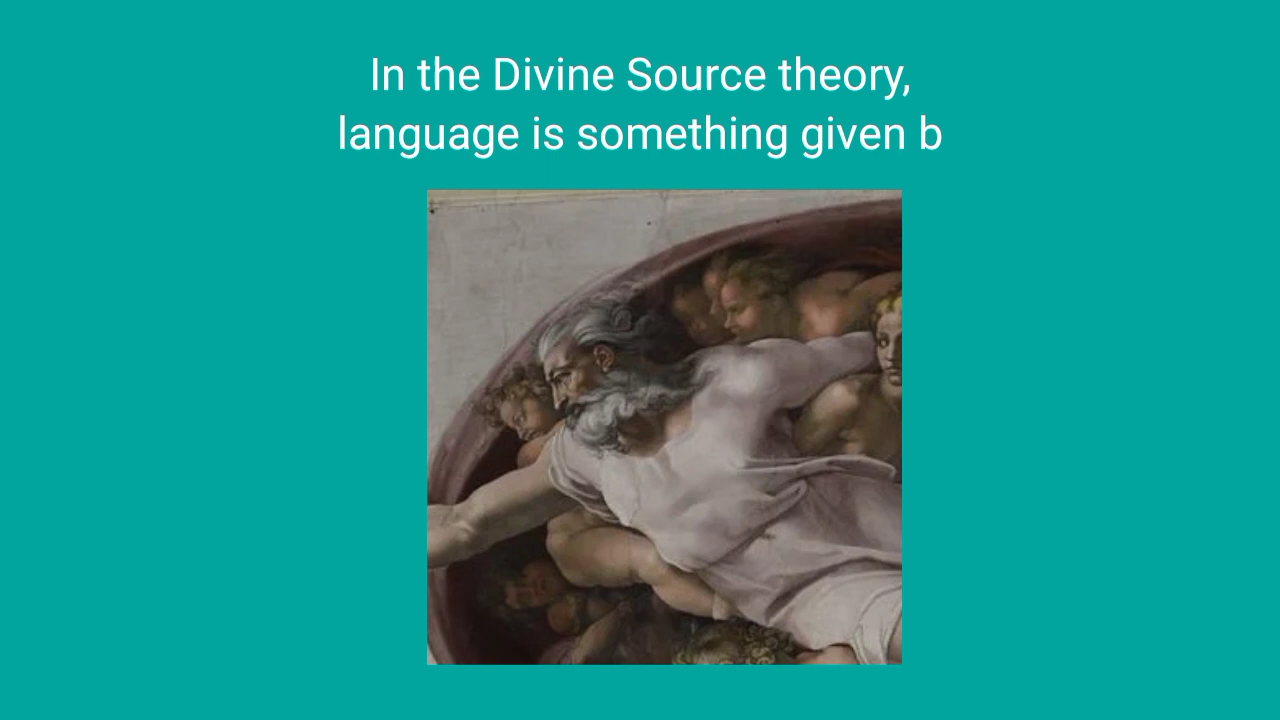 In the Divine Source theory,
language is something given b